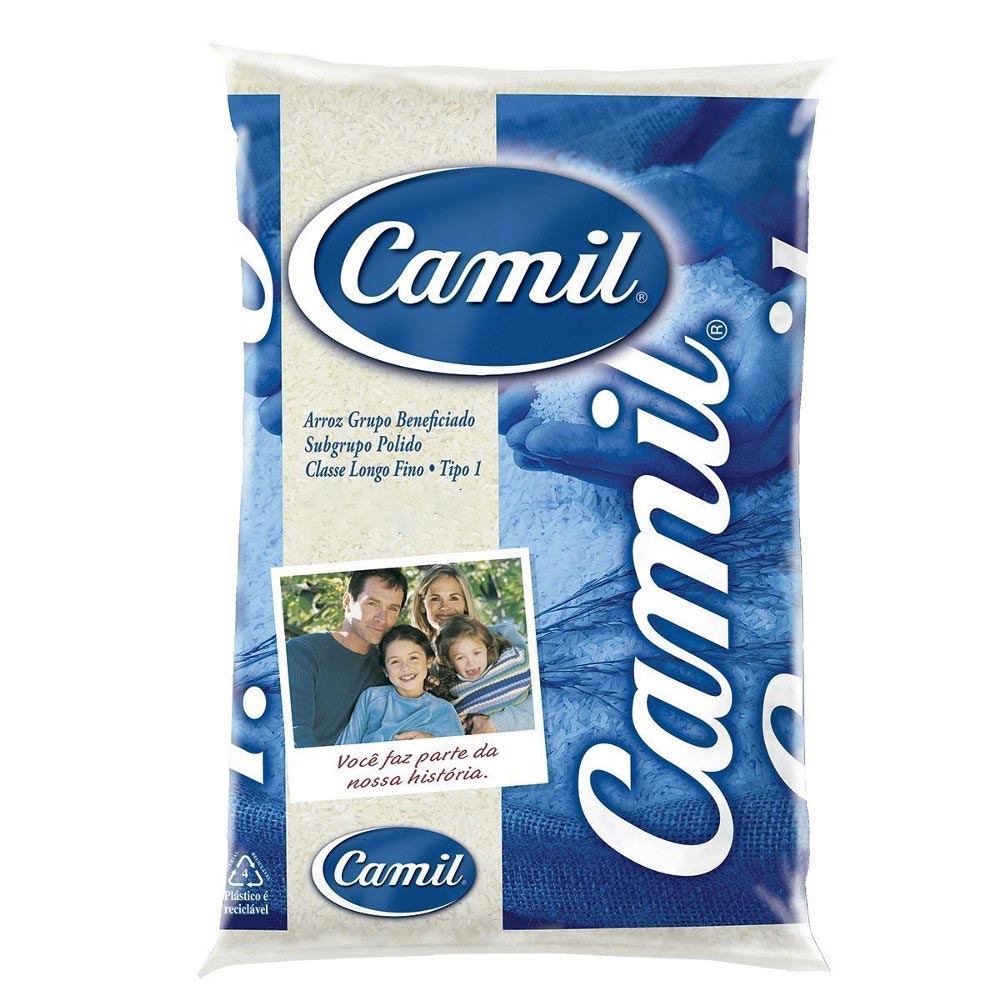 Camil®
Arroz Grupo Beneficiado
Subgrupo Polido
Classe Longo Fino • Tipo 1
Camil®
Você faz parte da
nossa história.
Camil
4
Plástico é
reciclável